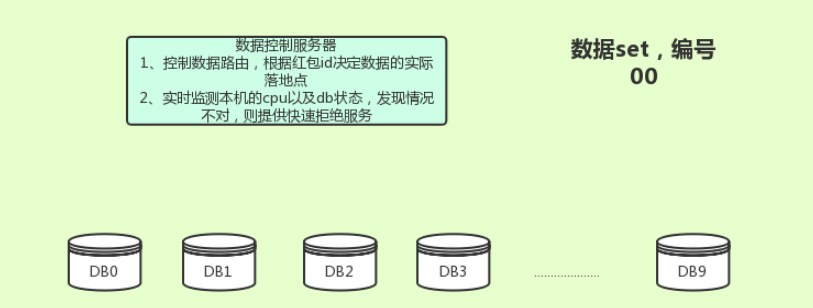 数据控制服务器
1、控制数据路由，根据红包id决定数据的实际
落地点
2、实时监测本机的cpu以及db状态，发现情况
不对，则提供快速拒绝服务
数据set，编号
00
DB0
DB1
DB2
DB3
....................
DB9